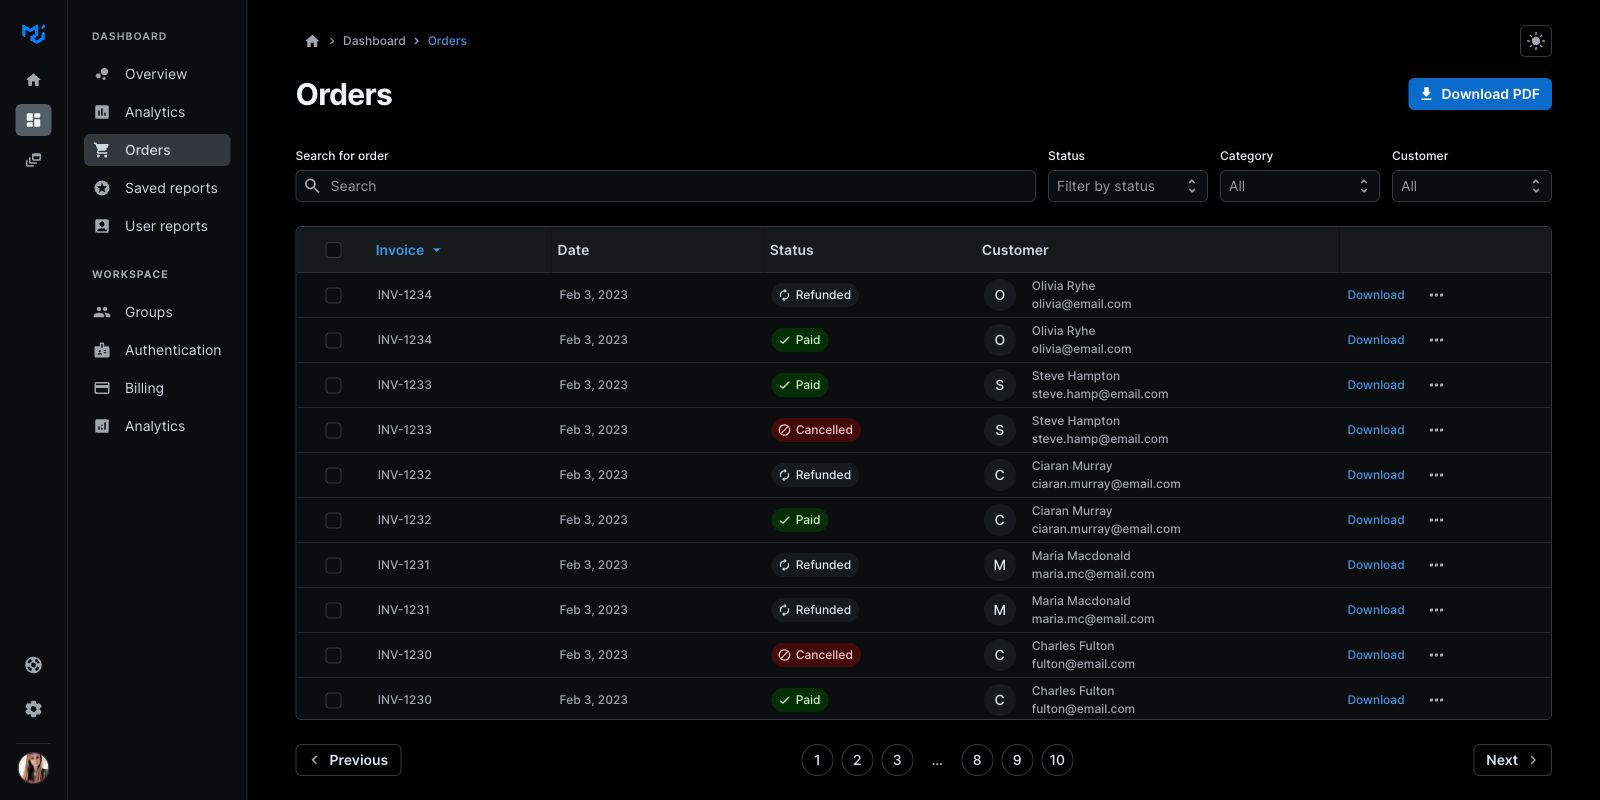 DASHBOARD
Overview
Analytics
Orders
Saved reports
User reports
WORKSPACE
Groups
Authentication
Billing
Analytics
Dashboard Orders
Orders
Download PDF
Search for order Status Category Customer
Search Filter by status All All
Invoice Date Status Customer
INV-1234 Feb 3, 2023 Refunded O Olivia Ryhe Download
olivia@email.com
INV-1234 Feb 3, 2023 Paid O Olivia Ryhe Download
olivia@email.com
INV-1233 Feb 3, 2023 Paid S Steve Hampton Download
steve.hamp@email.com
INV-1233 Feb 3, 2023 Cancelled S Steve Hampton Download
steve.hamp@email.com
INV-1232 Feb 3, 2023 Refunded C Ciaran Murray Download
ciaran.murray@email.com
INV-1232 Feb 3, 2023 Paid C Ciaran Murray Download
ciaran.murray@email.com
INV-1231 Feb 3, 2023 Refunded M Maria Macdonald Download
maria.mc@email.com
INV-1231 Feb 3, 2023 Refunded M Maria Macdonald Download
maria.mc@email.com
INV-1230 Feb 3, 2023 Cancelled C Charles Fulton Download
fulton@email.com
INV-1230 Feb 3, 2023 Paid C Charles Fulton Download
fulton@email.com
Previous 1 2 3 … 8 9 10 Next